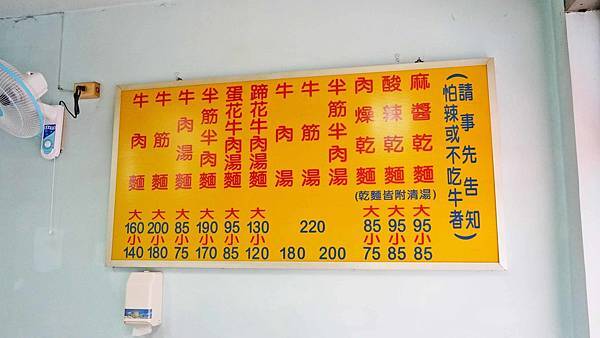 牛肉麵
大
160
小
140
牛筋麵
大
200
小
180
牛肉湯麵
大
85
小
75
半筋半肉麵
大
190
小
170
蛋花牛肉湯麵
大
95
小
85
蹄花牛肉湯麵
大
130
小
120
牛肉湯
牛筋湯
半筋半肉湯
220
180
200
肉燥乾麵
酸辣乾麵
麻醬乾麵
(乾麵皆附清湯)
大 大 大
85 95 95
小 小 小
75 85 85
(怕辣或不吃牛者
請事先告知)